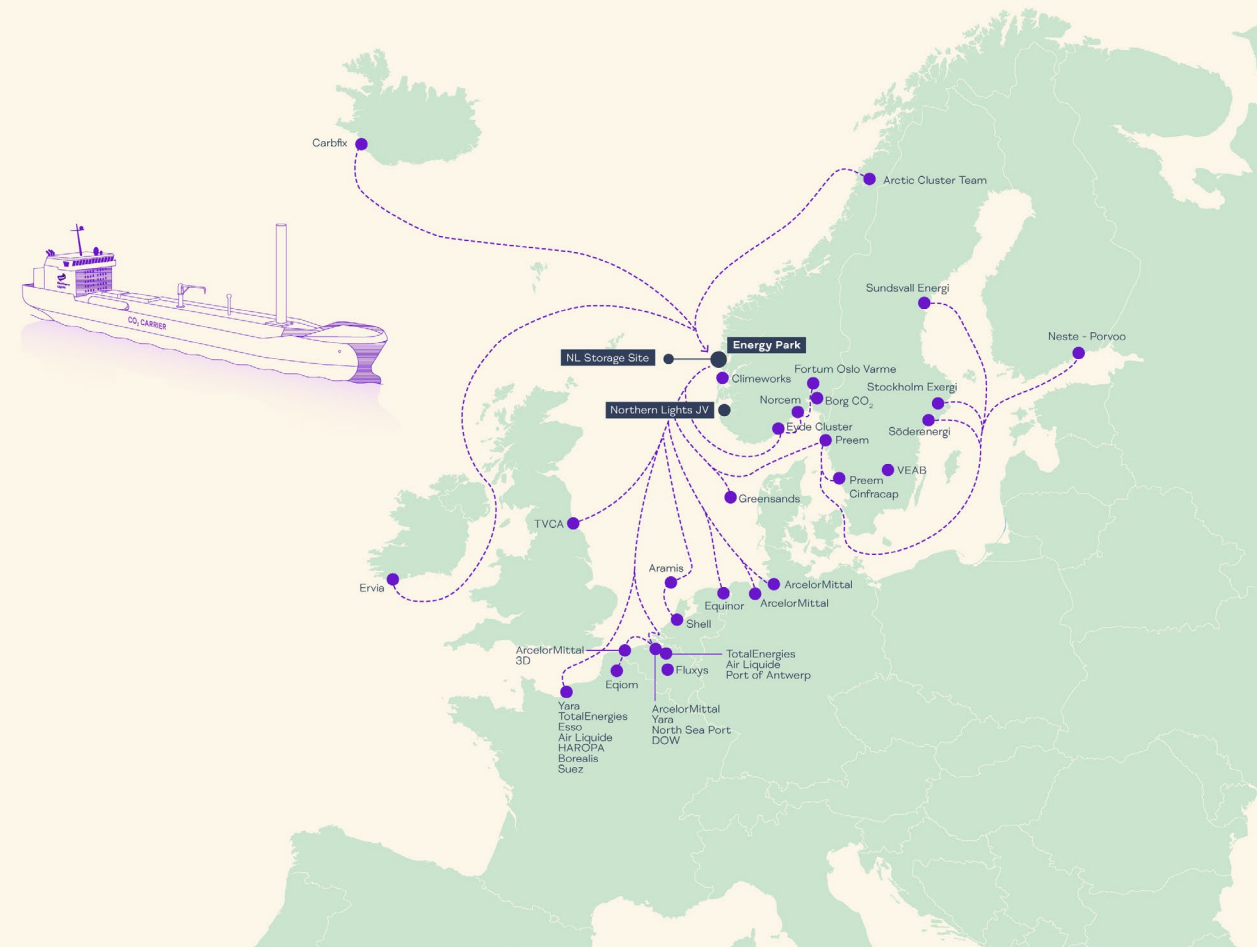 Carbfix
Arctic Cluster Team
CO₂ CARRIER
Sundsvall Energi
Neste - Porvoo
Energy Park
NL Storage Site
Climeworks
Fortum Oslo Varme
Stockholm Exergi
Norcem
Borg CO₂
Northern Lights JV
Eyde Cluster
Söderenergi
Preem
VEAB
Preem
Cinfracap
Greensands
TVCA
Aramis
Ervia
ArcelorMittal
Equinor
ArcelorMittal
Shell
ArcelorMittal
3D
TotalEnergies
Air Liquide
Port of Antwerp
Fluxys
Eqiom
Yara
TotalEnergies
Esso
Air Liquide
HAROPA
Borealis
Suez
ArcelorMittal
Yara
North Sea Port
DOW